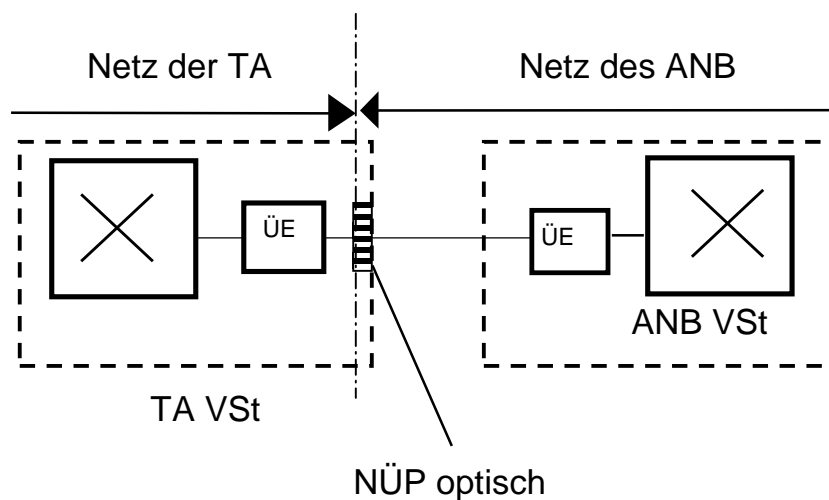 Netz der TA
Netz des ANB
ÜE
ÜE
ANB VSt
TA VSt
NÜP optisch